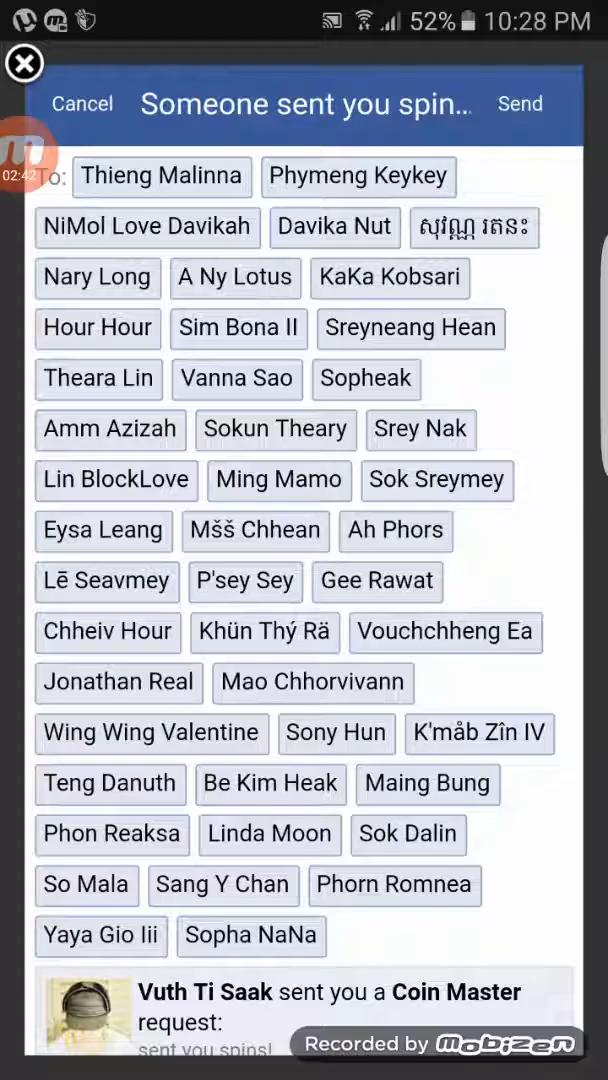 52% 10:28 PM
Cancel Someone sent you spin... Send
02:42 To: Thieng Malinna Phymeng Keykey
NiMol Love Davikah Davika Nut សុវណ្ណ រតនះ
Nary Long A Ny Lotus KaKa Kobsari
Hour Hour Sim Bona II Sreyneang Hean
Theara Lin Vanna Sao Sopheak
Amm Azizah Sokun Theary Srey Nak
Lin BlockLove Ming Mamo Sok Sreymey
Eysa Leang Mšš Chhean Ah Phors
Lē Seavmey P'sey Sey Gee Rawat
Chheiv Hour Khün Thý Rä Vouchchheng Ea
Jonathan Real Mao Chhorvivann
Wing Wing Valentine Sony Hun K'måb Zîn IV
Teng Danuth Be Kim Heak Maing Bung
Phon Reaksa Linda Moon Sok Dalin
So Mala Sang Y Chan Phorn Romnea
Yaya Gio Iii Sopha NaNa
Vuth Ti Saak sent you a Coin Master
request:
sent you spins!
Recorded by mobizen